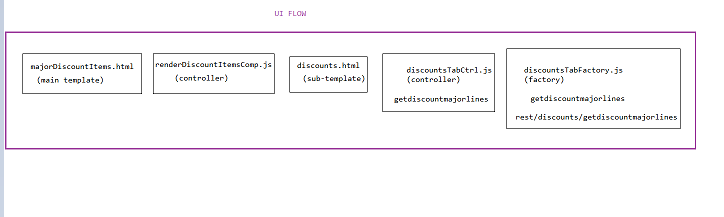 UI FLOW
majorDiscountItems.html
(main template)
renderDiscountItemsComp.js
(controller)
discounts.html
(sub-template)
discountsTabCtrl.js
(controller)
getdiscountmajorlines
discountsTabFactory.js
(factory)
getdiscountmajorlines
rest/discounts/getdiscountmajorlines